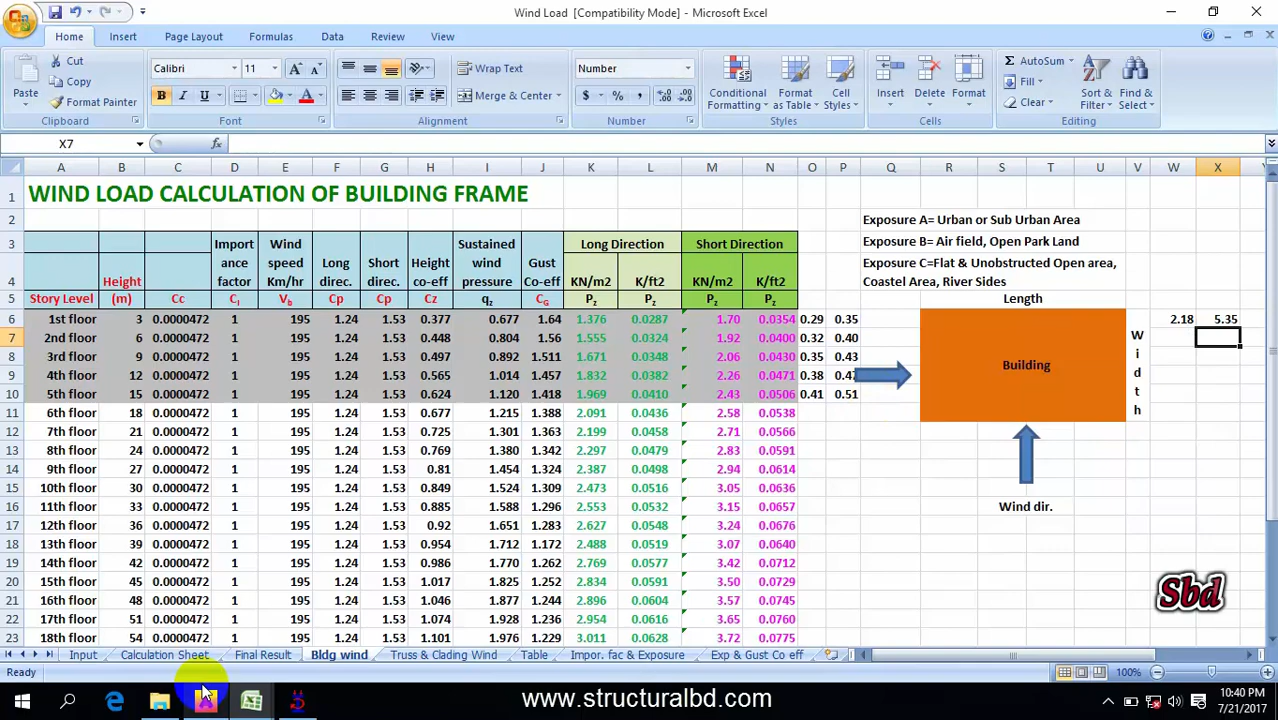 Wind Load [Compatibility Mode] - Microsoft Excel
Home Insert Page Layout Formulas Data Review View
Paste Cut Copy Format Painter Clipboard
Calibri 11 B I U Font
Wrap Text Merge & Center Alignment
Number $ % , Number
Conditional Formatting Format as Table Cell Styles Styles
Insert Delete Format Cells
AutoSum Fill Clear Sort & Filter Find & Select Editing
X7 fx
A B C D E F G H I J K L M N O P Q R S T U V W X
1 WIND LOAD CALCULATION OF BUILDING FRAME
2 Exposure A= Urban or Sub Urban Area
3 Importance factor Wind speed Km/hr Long direc. Short direc. Height co-eff Sustained wind pressure Gust Co-eff Long Direction Short Direction Exposure B= Air field, Open Park Land
4 Height KN/m2 K/ft2 KN/m2 K/ft2 Exposure C=Flat & Unobstructed Open area, Coastal Area, River Sides
5 Story Level (m) Cc CI Vb Cp Cp Cz qz CG Pz Pz Pz Pz Length
6 1st floor 3 0.0000472 1 195 1.24 1.53 0.377 0.677 1.64 1.376 0.0287 1.70 0.0354 0.29 0.35 2.18 5.35
7 2nd floor 6 0.0000472 1 195 1.24 1.53 0.448 0.804 1.56 1.555 0.0324 1.92 0.0400 0.32 0.40
8 3rd floor 9 0.0000472 1 195 1.24 1.53 0.497 0.892 1.511 1.671 0.0348 2.06 0.0430 0.35 0.43
9 4th floor 12 0.0000472 1 195 1.24 1.53 0.565 1.014 1.457 1.832 0.0382 2.26 0.0471 0.38
10 5th floor 15 0.0000472 1 195 1.24 1.53 0.624 1.120 1.418 1.969 0.0410 2.43 0.0506 0.41 0.51
Building
Width
11 6th floor 18 0.0000472 1 195 1.24 1.53 0.677 1.215 1.388 2.091 0.0436 2.58 0.0538
12 7th floor 21 0.0000472 1 195 1.24 1.53 0.725 1.301 1.363 2.199 0.0458 2.71 0.0566
13 8th floor 24 0.0000472 1 195 1.24 1.53 0.769 1.380 1.342 2.297 0.0479 2.83 0.0591
14 9th floor 27 0.0000472 1 195 1.24 1.53 0.81 1.454 1.324 2.387 0.0498 2.94 0.0614
15 10th floor 30 0.0000472 1 195 1.24 1.53 0.849 1.524 1.309 2.473 0.0516 3.05 0.0636
16 11th floor 33 0.0000472 1 195 1.24 1.53 0.885 1.588 1.296 2.553 0.0532 3.15 0.0657 Wind dir.
17 12th floor 36 0.0000472 1 195 1.24 1.53 0.92 1.651 1.283 2.627 0.0548 3.24 0.0676
18 13th floor 39 0.0000472 1 195 1.24 1.53 0.954 1.712 1.172 2.488 0.0519 3.07 0.0640
19 14th floor 42 0.0000472 1 195 1.24 1.53 0.986 1.770 1.262 2.769 0.0577 3.42 0.0712
20 15th floor 45 0.0000472 1 195 1.24 1.53 1.017 1.825 1.252 2.834 0.0591 3.50 0.0729
21 16th floor 48 0.0000472 1 195 1.24 1.53 1.046 1.877 1.244 2.896 0.0604 3.57 0.0745
22 17th floor 51 0.0000472 1 195 1.24 1.53 1.074 1.928 1.236 2.954 0.0616 3.65 0.0760
23 18th floor 54 0.0000472 1 195 1.24 1.53 1.101 1.976 1.229 3.011 0.0628 3.72 0.0775
Sbd
Input Calculation Sheet Final Result Bldg wind Truss & Clading Wind Table Impor. fac & Exposure Exp & Gust Co eff
Ready 100%
www.structuralbd.com
10:40 PM
7/21/2017